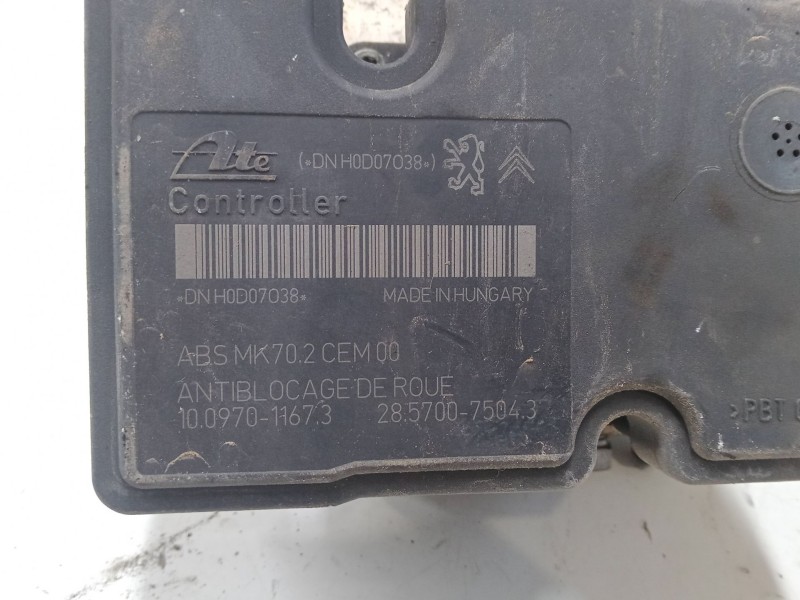 Ate (*DN H0D07038*)
Controller
*DN H0D07038* MADE IN HUNGARY
ABS MK70.2 CEM 00
ANTIBLOCAGE DE ROUE
10.0970-1167.3 28.5700-7504.3
>PBT